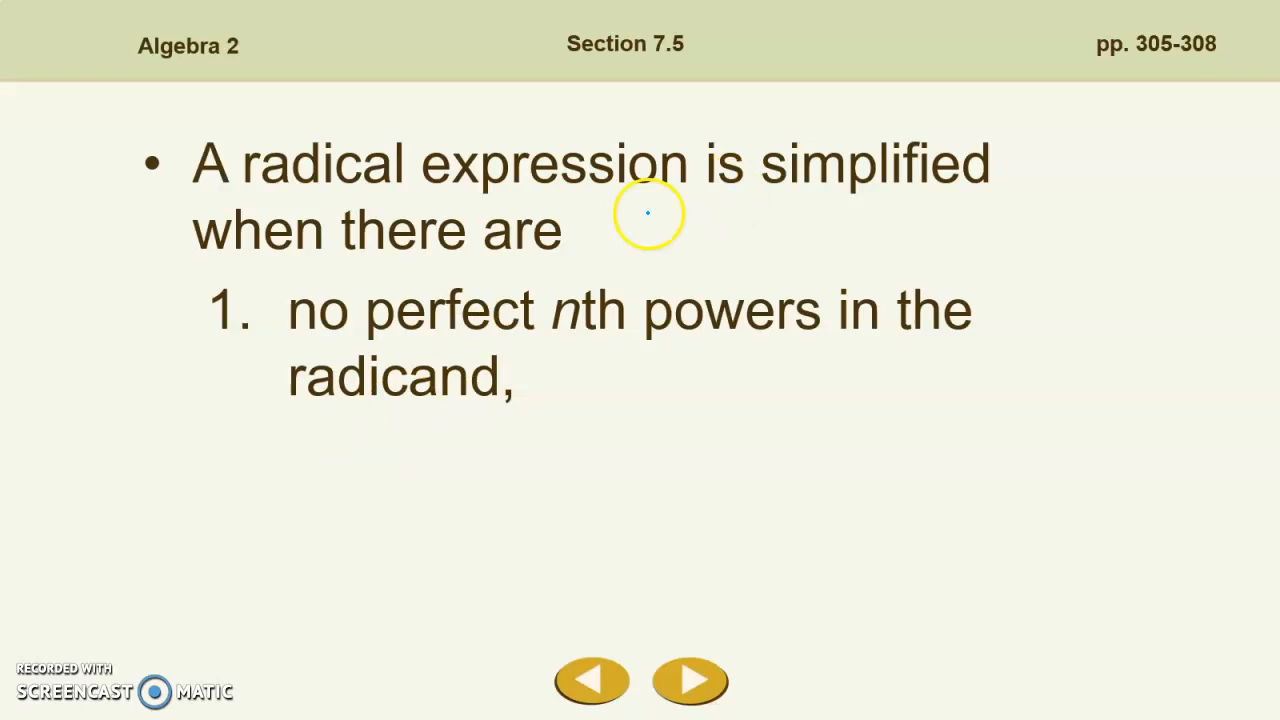 Algebra 2
Section 7.5
pp. 305-308
• A radical expression is simplified
when there are
1. no perfect nth powers in the
radicand,
RECORDED WITH
SCREENCAST MATIC